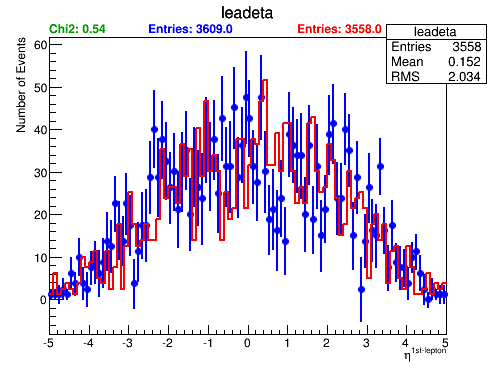 leadeta
Chi2: 0.54 Entries: 3609.0 Entries: 3558.0
leadeta
Entries 3558
Mean 0.152
RMS 2.034
Number of Events
60
50
40
30
20
10
0
-5 -4 -3 -2 -1 0 1 2 3 4 5
η1st-lepton